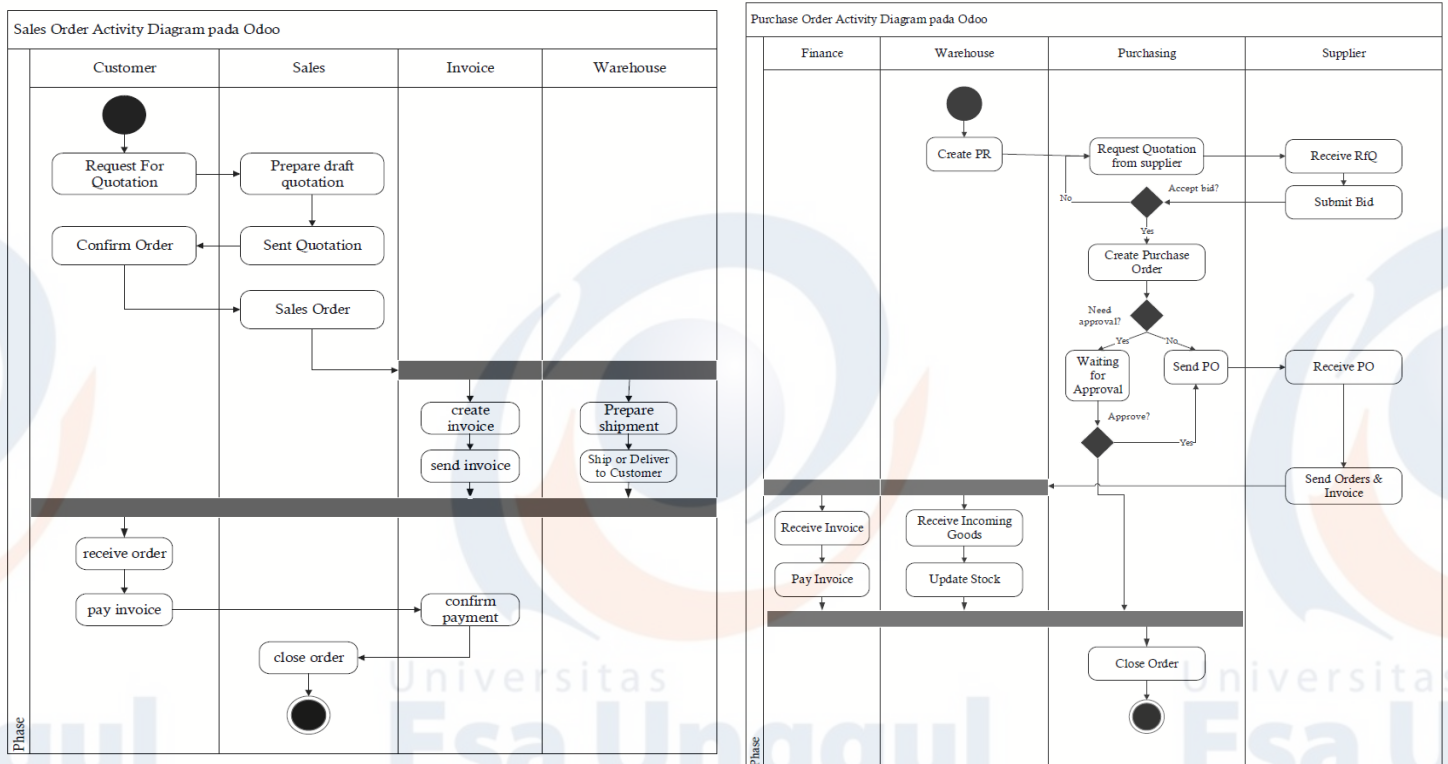 Sales Order Activity Diagram pada Odoo
Customer
Sales
Invoice
Warehouse
Request For
Quotation
Prepare draft
quotation
Confirm Order
Sent Quotation
Sales Order
create
invoice
Prepare
shipment
send invoice
Ship or Deliver
to Customer
receive order
pay invoice
confirm
payment
close order
Phase
Purchase Order Activity Diagram pada Odoo
Finance
Warehouse
Purchasing
Supplier
Create PR
Request Quotation
from supplier
Receive RfQ
Accept bid?
No
Submit Bid
Yes
Create Purchase
Order
Need
approval?
Yes
No
Waiting
for
Approval
Send PO
Receive PO
Approve?
Yes
Send Orders &
Invoice
Receive Invoice
Receive Incoming
Goods
Pay Invoice
Update Stock
Close Order
Phase
Universitas
Esa Unggul
Universitas
Esa Un